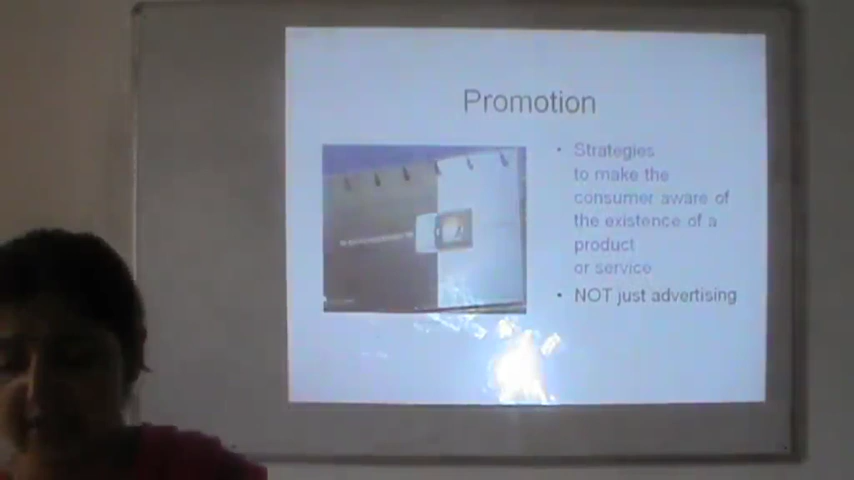 Promotion
• Strategies
to make the
consumer aware of
the existence of a
product
or service
• NOT just advertising